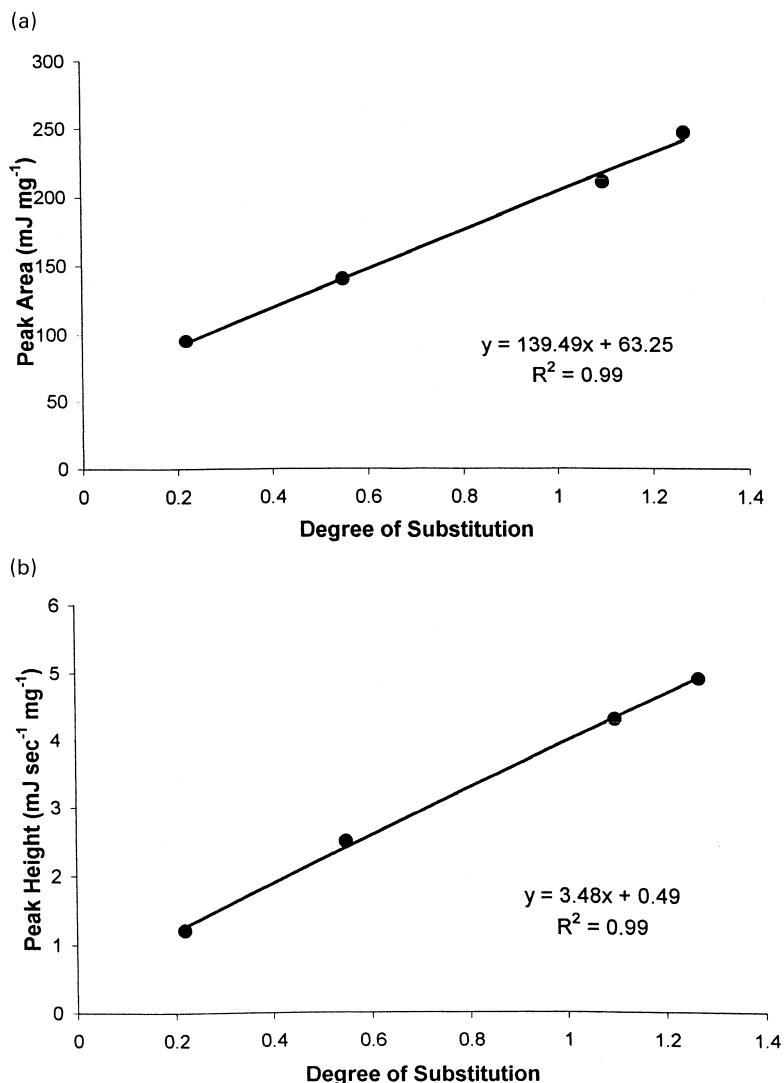 (a)
300
250
200
150
100
50
0
Peak Area (mJ mg⁻¹)
y = 139.49x + 63.25
R² = 0.99
0 0.2 0.4 0.6 0.8 1 1.2 1.4
Degree of Substitution
(b)
6
5
4
3
2
1
0
Peak Height (mJ sec⁻¹ mg⁻¹)
y = 3.48x + 0.49
R² = 0.99
0 0.2 0.4 0.6 0.8 1 1.2 1.4
Degree of Substitution